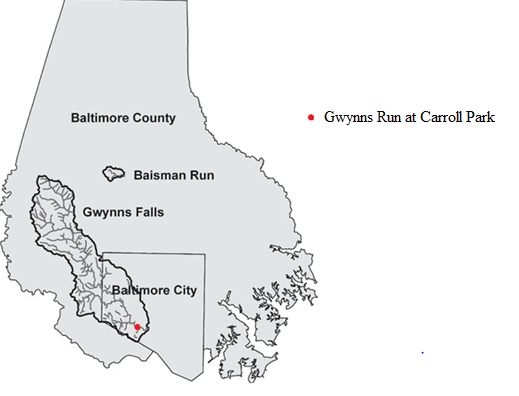 Baltimore County
Gwynns Run at Carroll Park
Baisman Run
Gwynns Falls
Baltimore City